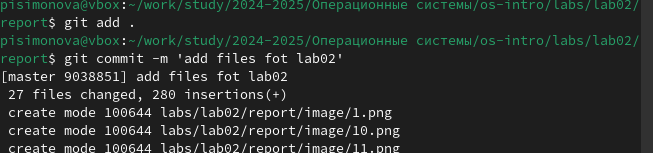 pisimonova@vbox:~/work/study/2024-2025/Операционные системы/os-intro/labs/lab02/
report$ git add .
pisimonova@vbox:~/work/study/2024-2025/Операционные системы/os-intro/labs/lab02/
report$ git commit -m 'add files fot lab02'
[master 9038851] add files fot lab02
 27 files changed, 280 insertions(+)
 create mode 100644 labs/lab02/report/image/1.png
 create mode 100644 labs/lab02/report/image/10.png
 create mode 100644 labs/lab02/report/image/11.png